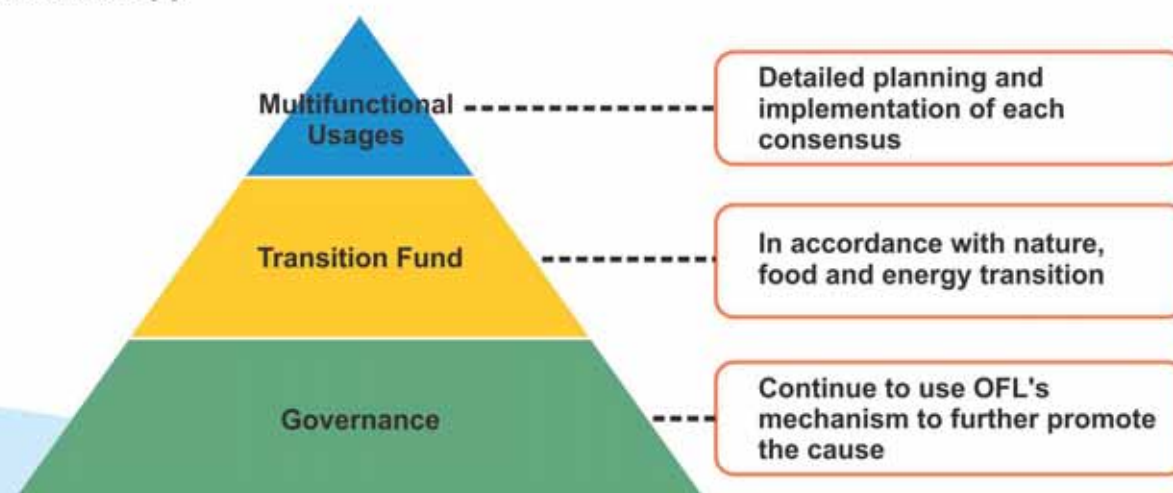 Multifunctional
Usages
Detailed planning and
implementation of each
consensus
Transition Fund
In accordance with nature,
food and energy transition
Governance
Continue to use OFL's
mechanism to further promote
the cause